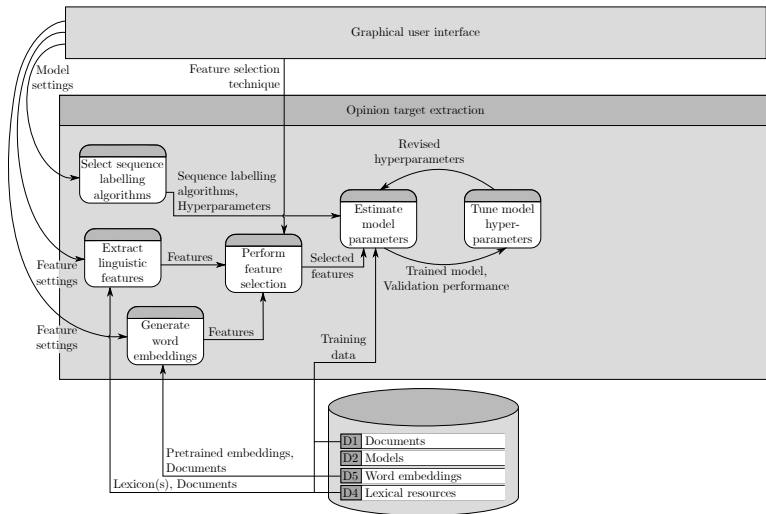 Graphical user interface
Model
settings
Feature selection
technique
Opinion target extraction
Revised
hyperparameters
Select sequence
labelling
algorithms
Sequence labelling
algorithms,
Hyperparameters
Estimate
model
parameters
Tune model
hyper-
parameters
Extract
linguistic
features
Features
Perform
feature
selection
Selected
features
Trained model,
Validation performance
Feature
settings
Generate
word
embeddings
Features
Feature
settings
Training
data
Pretrained embeddings,
Documents
Lexicon(s), Documents
D1 Documents
D2 Models
D5 Word embeddings
D4 Lexical resources